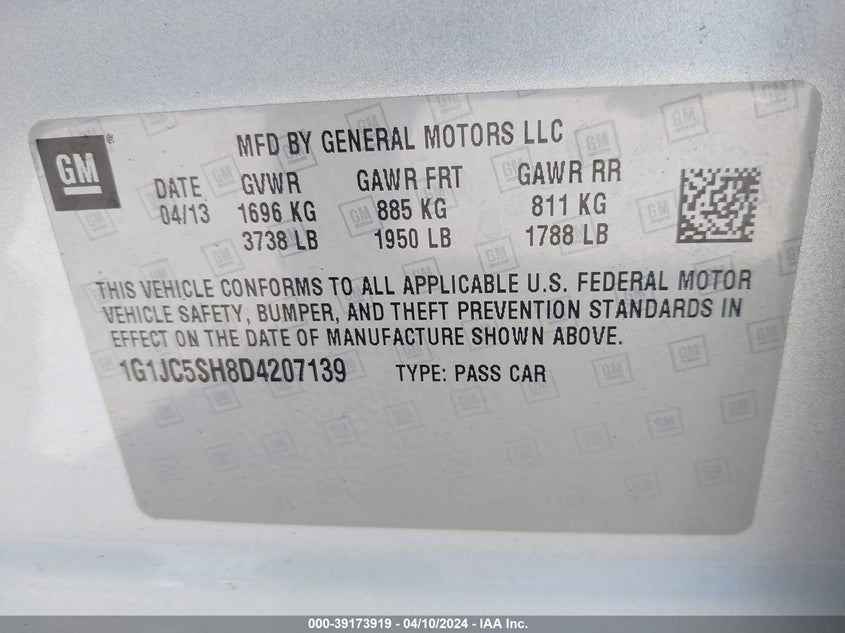 MFD BY GENERAL MOTORS LLC
GM ®
DATE GVWR GAWR FRT GAWR RR
04/13 1696 KG 885 KG 811 KG
3738 LB 1950 LB 1788 LB
THIS VEHICLE CONFORMS TO ALL APPLICABLE U.S. FEDERAL MOTOR
VEHICLE SAFETY, BUMPER, AND THEFT PREVENTION STANDARDS IN
EFFECT ON THE DATE OF MANUFACTURE SHOWN ABOVE.
1G1JC5SH8D4207139 TYPE: PASS CAR
000-39173919 - 04/10/2024 - IAA Inc.